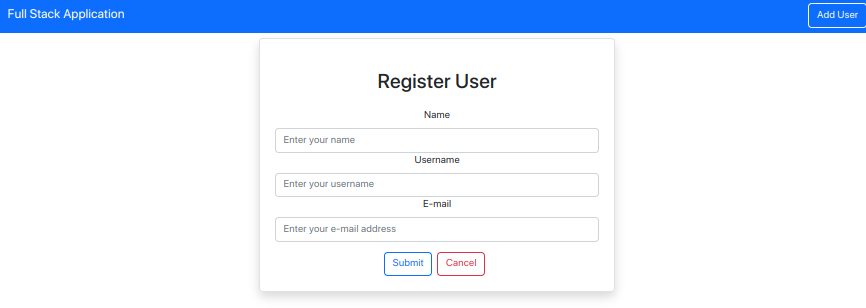 Full Stack Application
Add User
Register User
Name
Enter your name
Username
Enter your username
E-mail
Enter your e-mail address
Submit Cancel